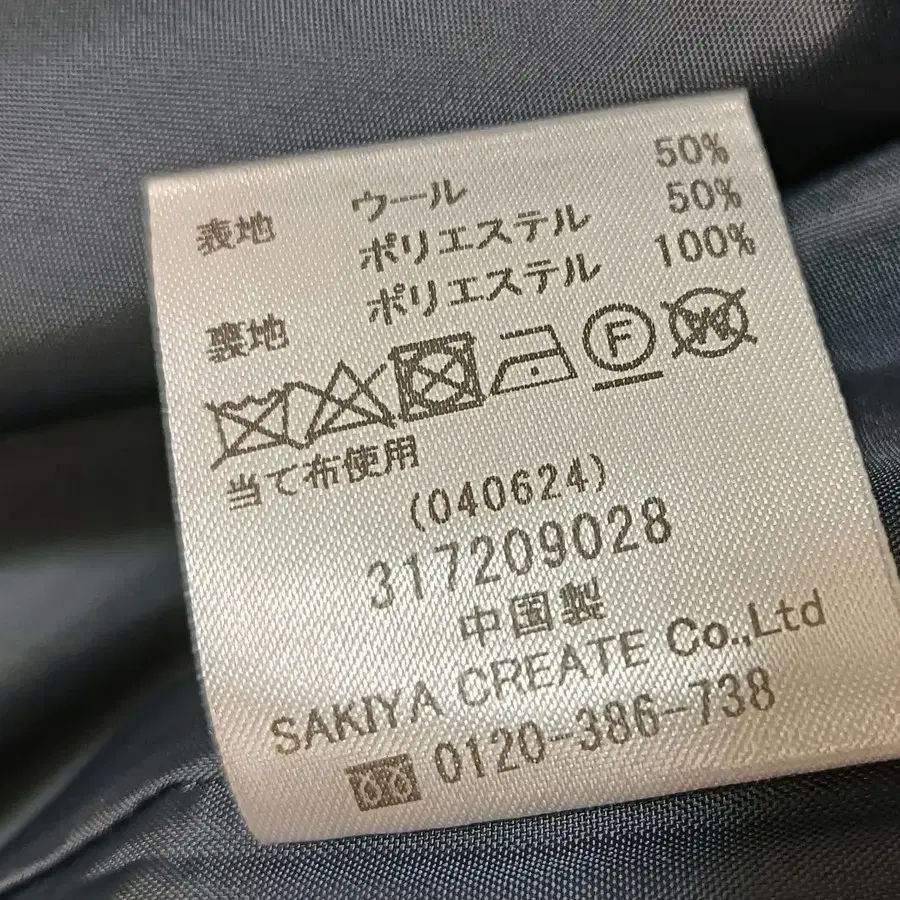 表地 ウール 50%
ポリエステル 50%
裏地 ポリエステル 100%
F W
当て布使用
(040624)
317209028
中国製
SAKIYA CREATE Co.,Ltd
0120-386-738